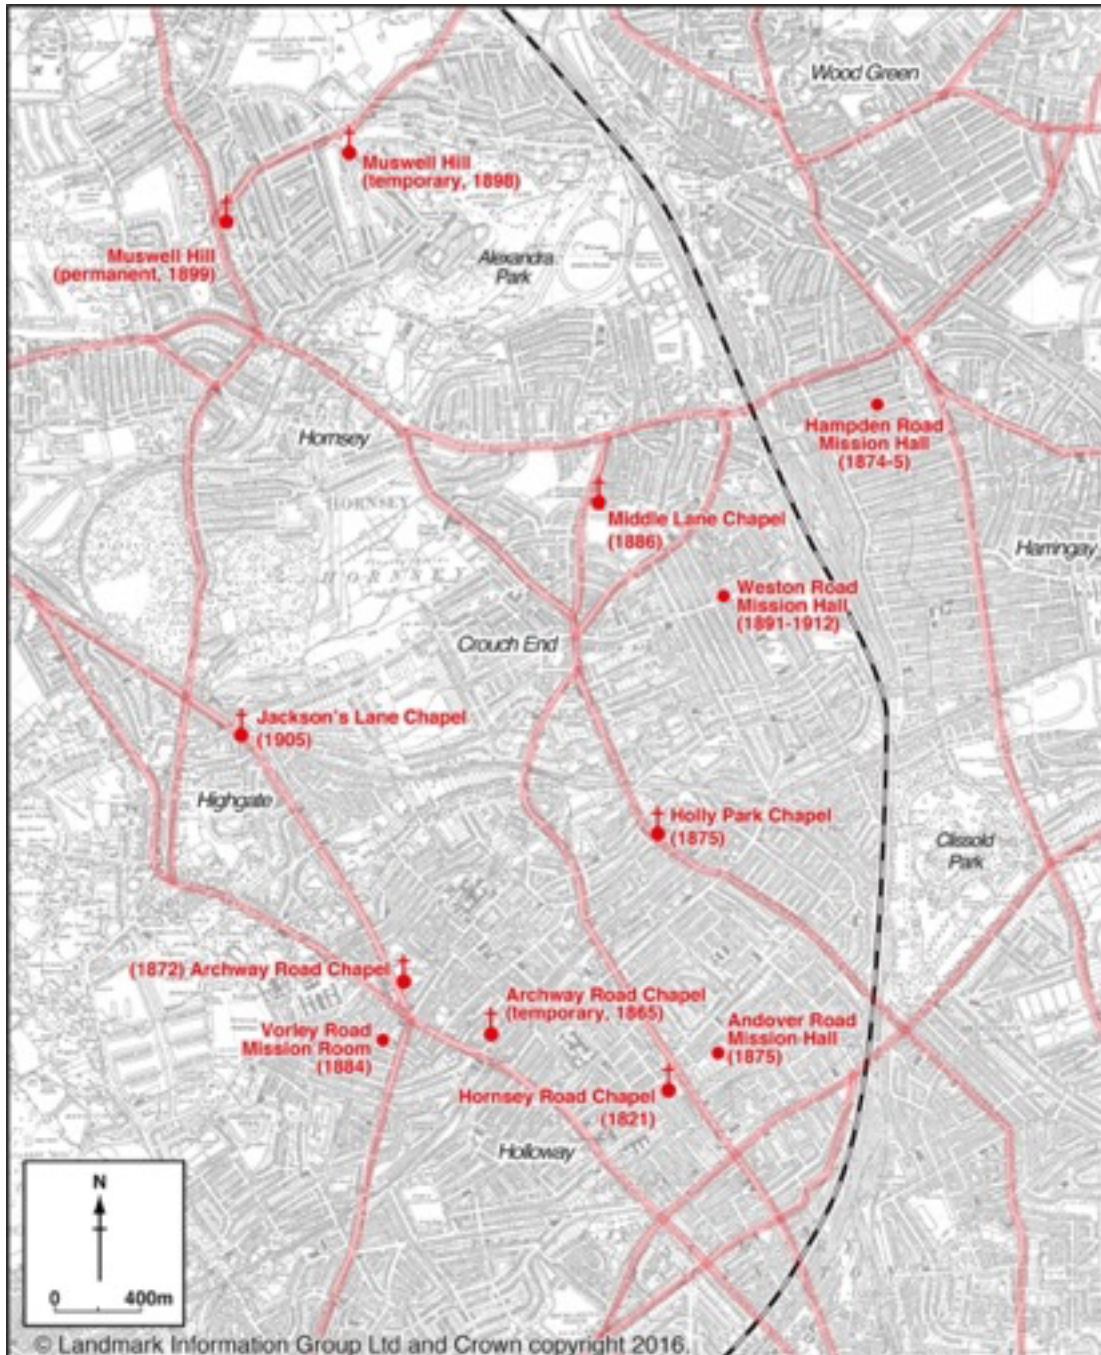 Wood Green
Muswell Hill
(temporary, 1898)
Muswell Hill
(permanent, 1899)
Alexandra
Park
Hampden Road
Mission Hall
(1874-5)
Hornsey
HORNSEY
Middle Lane Chapel
(1886)
Harringay
HORNSEY
Weston Road
Mission Hall
(1891-1912)
Crouch End
Jackson's Lane Chapel
(1905)
Highgate
Holly Park Chapel
(1875)
Clissold
Park
(1872) Archway Road Chapel
Archway Road Chapel
(temporary, 1865)
Vorley Road
Mission Room
(1884)
Andover Road
Mission Hall
(1875)
Hornsey Road Chapel
(1821)
Holloway
N
0 400m
© Landmark Information Group Ltd and Crown copyright 2016.